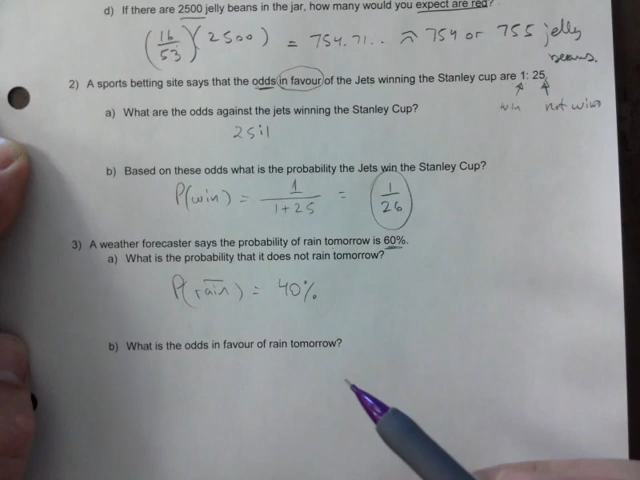 d) If there are 2500 jelly beans in the jar, how many would you expect are red?
(16/53)(2500) = 754.71.. ≈ 754 or 755 jelly
beans.
2) A sports betting site says that the odds in favour of the Jets winning the Stanley cup are 1: 25.
win not win
a) What are the odds against the jets winning the Stanley Cup?
25:1
b) Based on these odds what is the probability the Jets win the Stanley Cup?
P(win) = 1/(1+25) = 1/26
3) A weather forecaster says the probability of rain tomorrow is 60%.
a) What is the probability that it does not rain tomorrow?
P(r̅a̅i̅n̅) = 40%
b) What is the odds in favour of rain tomorrow?